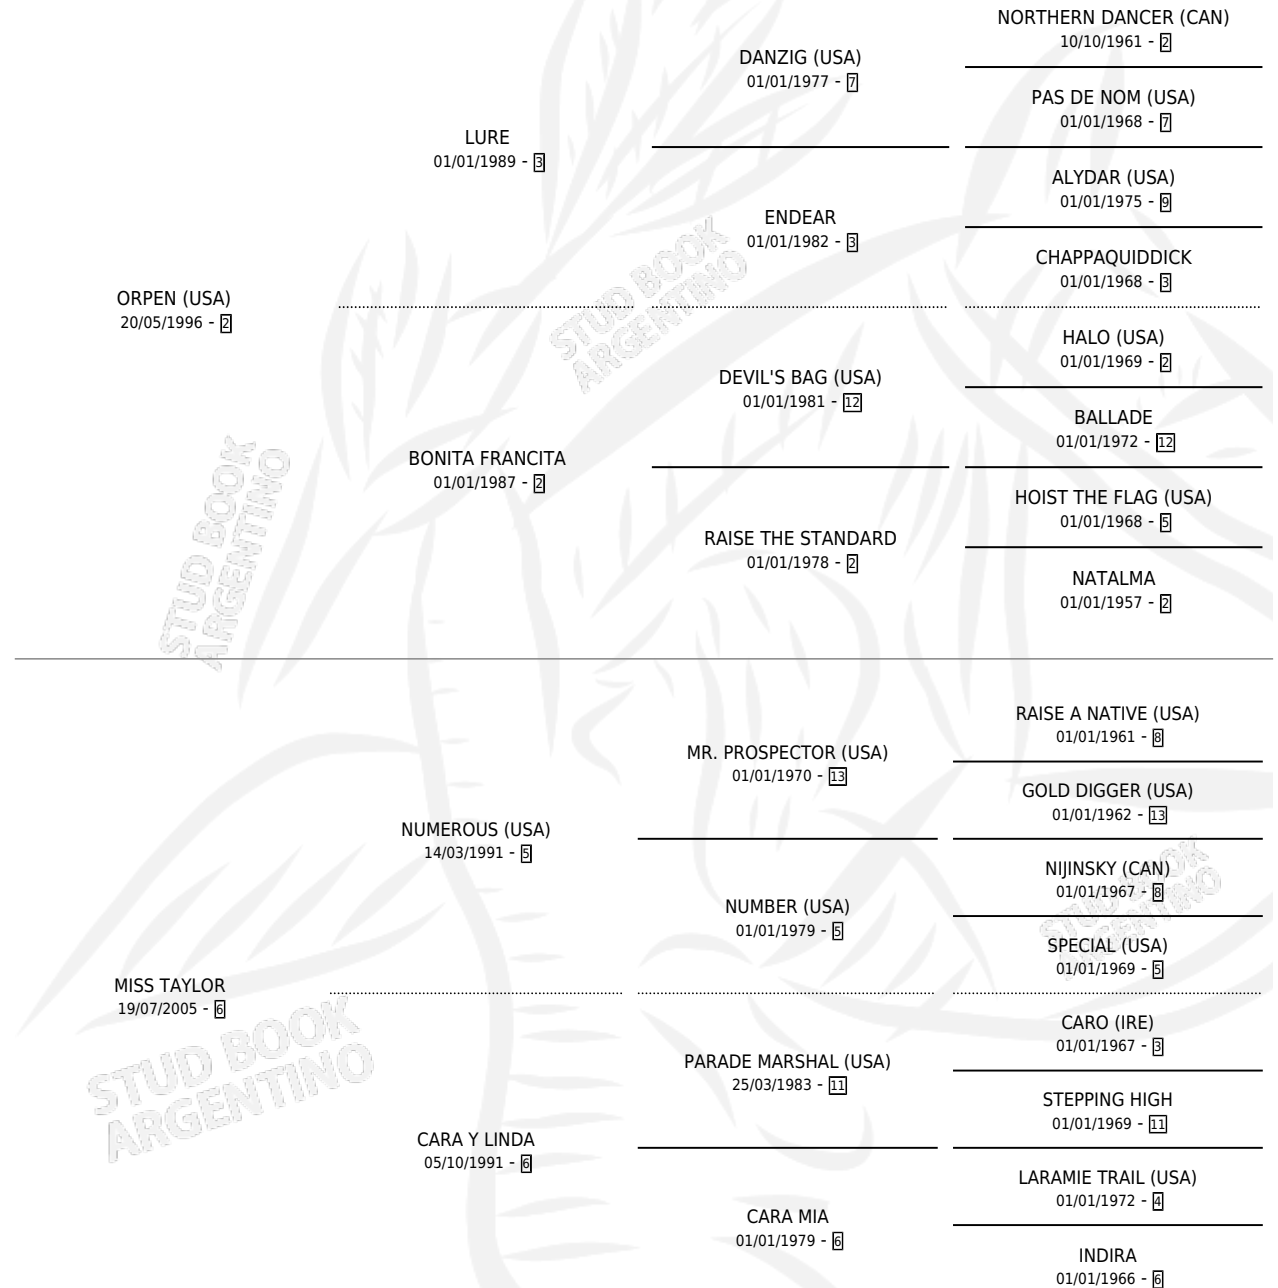 NORTHERN DANCER (CAN)
10/10/1961 - 2
DANZIG (USA)
01/01/1977 - 7
PAS DE NOM (USA)
01/01/1968 - 7
LURE
01/01/1989 - 3
ALYDAR (USA)
01/01/1975 - 9
ENDEAR
01/01/1982 - 3
CHAPPAQUIDDICK
01/01/1968 - 3
ORPEN (USA)
20/05/1996 - 2
STUD BOOK
ARGENTINO
HALO (USA)
01/01/1969 - 2
DEVIL'S BAG (USA)
01/01/1981 - 12
BALLADE
01/01/1972 - 12
BONITA FRANCITA
01/01/1987 - 2
HOIST THE FLAG (USA)
01/01/1968 - 5
RAISE THE STANDARD
01/01/1978 - 2
NATALMA
01/01/1957 - 2
STUD BOOK
ARGENTINO
RAISE A NATIVE (USA)
01/01/1961 - 8
MR. PROSPECTOR (USA)
01/01/1970 - 13
GOLD DIGGER (USA)
01/01/1962 - 13
NUMEROUS (USA)
14/03/1991 - 5
NIJINSKY (CAN)
01/01/1967 - 8
NUMBER (USA)
01/01/1979 - 5
STUD BOOK
ARGENTINO
SPECIAL (USA)
01/01/1969 - 5
MISS TAYLOR
19/07/2005 - 6
CARO (IRE)
01/01/1967 - 3
PARADE MARSHAL (USA)
25/03/1983 - 11
STEPPING HIGH
01/01/1969 - 11
STUD BOOK
ARGENTINO
CARA Y LINDA
05/10/1991 - 6
LARAMIE TRAIL (USA)
01/01/1972 - 4
CARA MIA
01/01/1979 - 6
INDIRA
01/01/1966 - 6